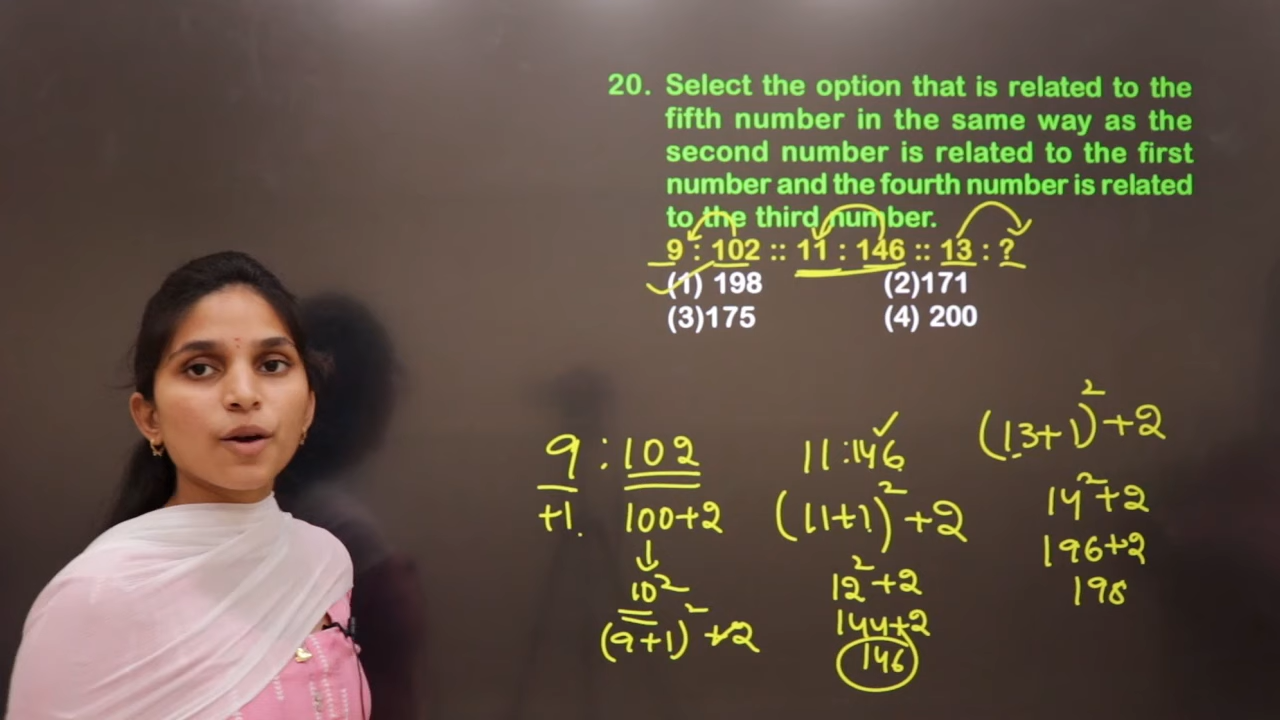 20. Select the option that is related to the
fifth number in the same way as the
second number is related to the first
number and the fourth number is related
to the third number.
9 : 102 :: 11 : 146 :: 13 : ?
(1) 198 (2)171
(3)175 (4) 200
9 : 102
+1. 100+2
↓
10²
(9+1)²+2
11:146 ✓
(11+1)²+2
12²+2
144+2
146
(13+1)²+2
14²+2
196+2
198